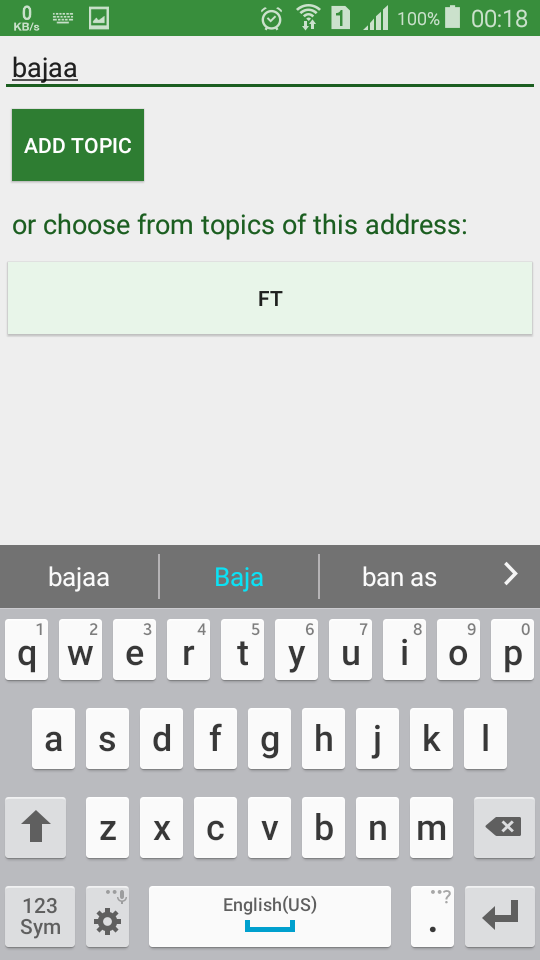 0
KB/s
1
100%
00:18
bajaa
ADD TOPIC
or choose from topics of this address:
FT
bajaa Baja ban as
1 2 3 4 5 6 7 8 9 0
q w e r t y u i o p
a s d f g h j k l
z x c v b n m
123
Sym
English(US)
?
.